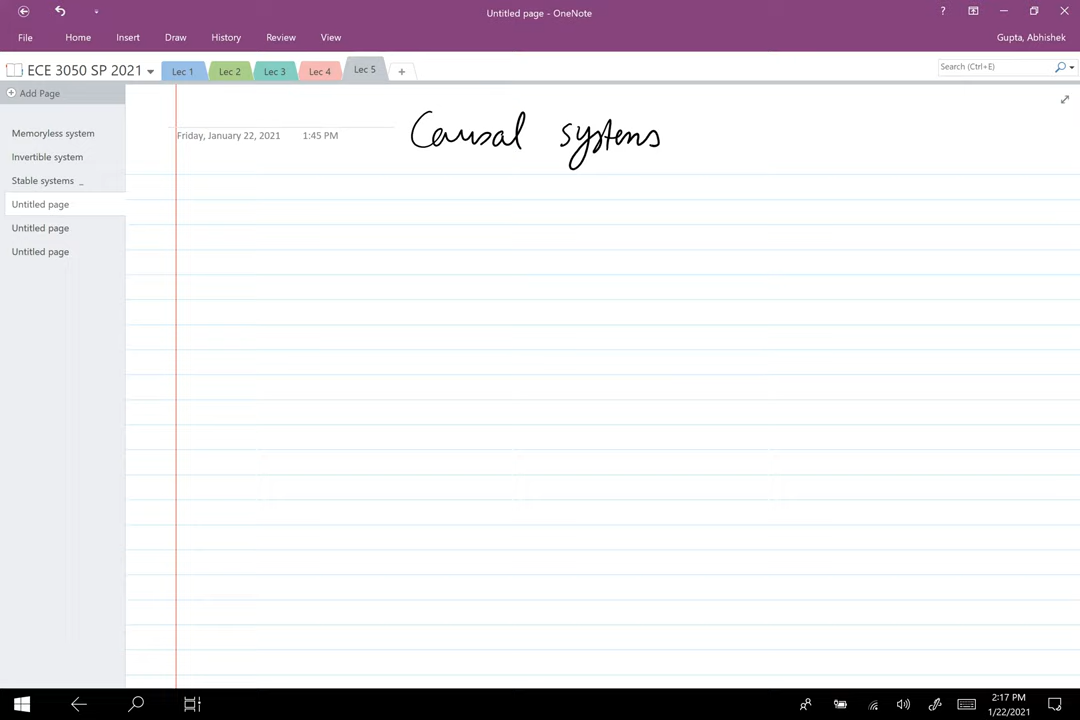 Untitled page - OneNote
?
File Home Insert Draw History Review View
Gupta, Abhishek
ECE 3050 SP 2021
Lec 1 Lec 2 Lec 3 Lec 4 Lec 5 +
Search (Ctrl+E)
Add Page
Friday, January 22, 2021 1:45 PM
Causal systems
Memoryless system
Invertible system
Stable systems _
Untitled page
Untitled page
Untitled page
2:17 PM
1/22/2021